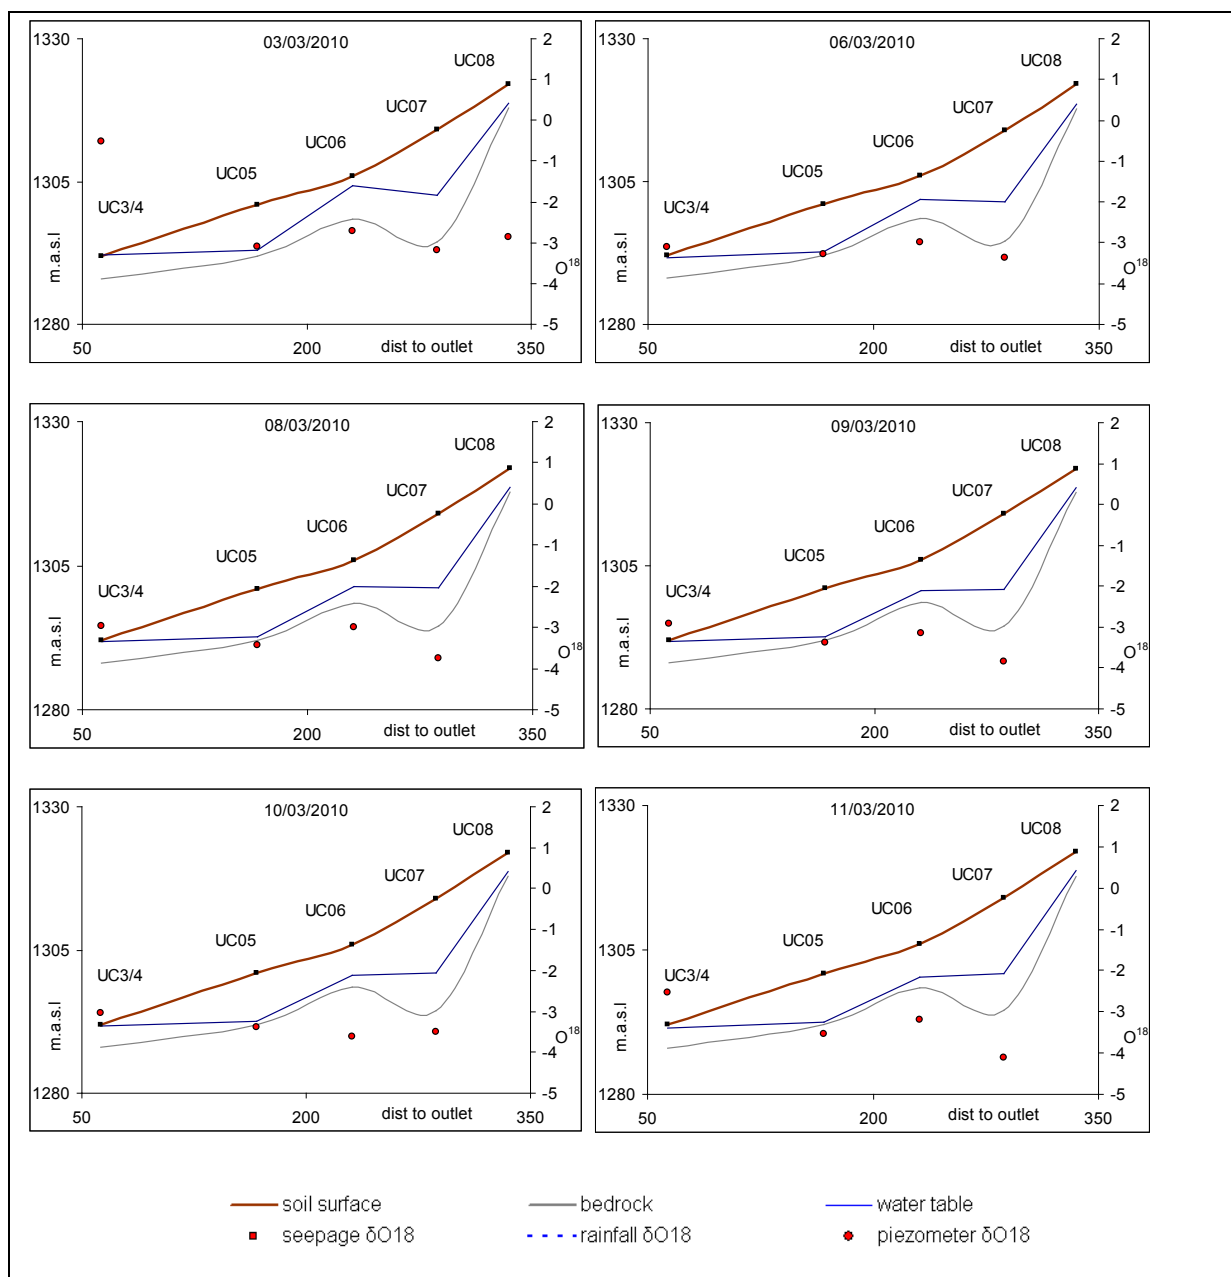 03/03/2010
1330
1305
1280
m.a.s.l
UC3/4
UC05
UC06
UC07
UC08
2
1
0
-1
-2
-3
-4
-5
O18
50
200
350
dist to outlet
06/03/2010
1330
1305
1280
m.a.s.l
UC3/4
UC05
UC06
UC07
UC08
2
1
0
-1
-2
-3
-4
-5
O18
50
200
350
dist to outlet
08/03/2010
1330
1305
1280
m.a.s.l
UC3/4
UC05
UC06
UC07
UC08
2
1
0
-1
-2
-3
-4
-5
O18
50
200
350
dist to outlet
09/03/2010
1330
1305
1280
m.a.s.l
UC3/4
UC05
UC06
UC07
UC08
2
1
0
-1
-2
-3
-4
-5
O18
50
200
350
dist to outlet
10/03/2010
1330
1305
1280
m.a.s.l
UC3/4
UC05
UC06
UC07
UC08
2
1
0
-1
-2
-3
-4
-5
O18
50
200
350
dist to outlet
11/03/2010
1330
1305
1280
m.a.s.l
UC3/4
UC05
UC06
UC07
UC08
2
1
0
-1
-2
-3
-4
-5
O18
50
200
350
dist to outlet
soil surface
bedrock
water table
seepage δO18
rainfall δO18
piezometer δO18